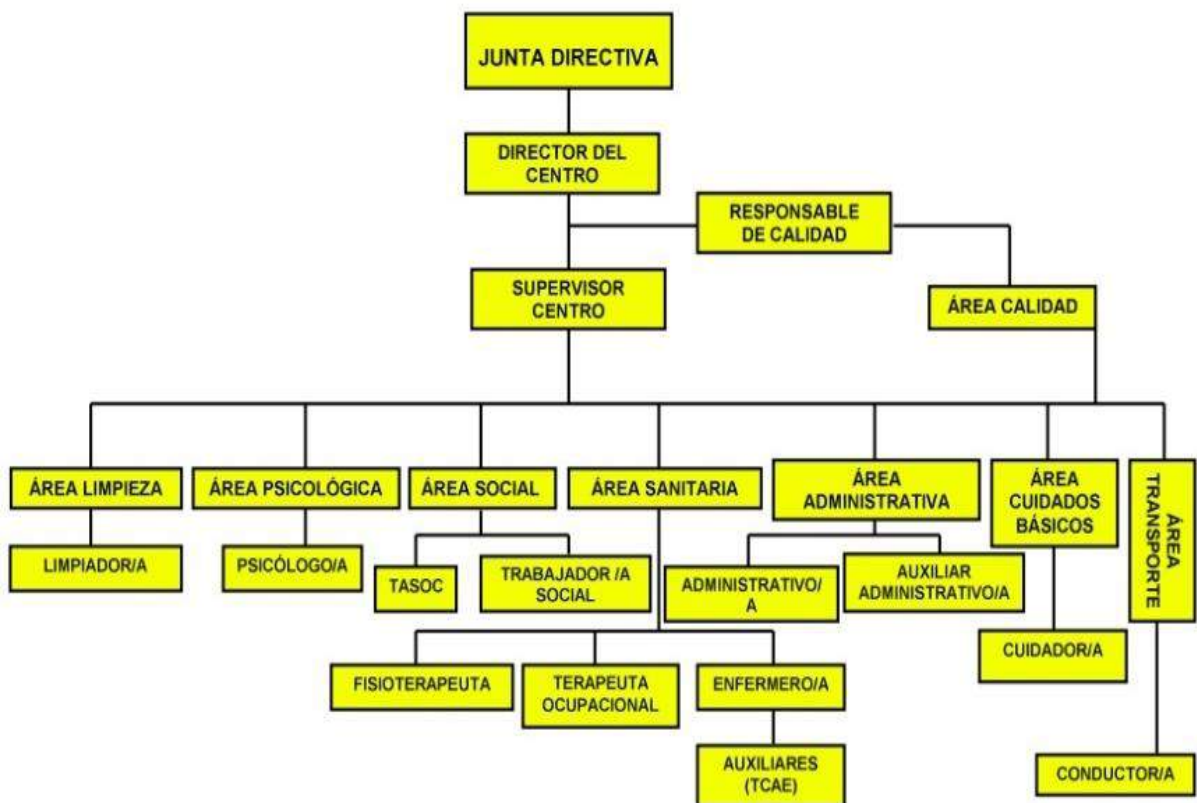 JUNTA DIRECTIVA
DIRECTOR DEL
CENTRO
RESPONSABLE
DE CALIDAD
SUPERVISOR
CENTRO
ÁREA CALIDAD
ÁREA LIMPIEZA
ÁREA PSICOLÓGICA
ÁREA SOCIAL
ÁREA SANITARIA
ÁREA
ADMINISTRATIVA
ÁREA
CUIDADOS
BÁSICOS
ÁREA
TRANSPORTE
LIMPIADOR/A
PSICÓLOGO/A
TASOC
TRABAJADOR /A
SOCIAL
ADMINISTRATIVO/
A
AUXILIAR
ADMINISTRATIVO/A
CUIDADOR/A
FISIOTERAPEUTA
TERAPEUTA
OCUPACIONAL
ENFERMERO/A
AUXILIARES
(TCAE)
CONDUCTOR/A